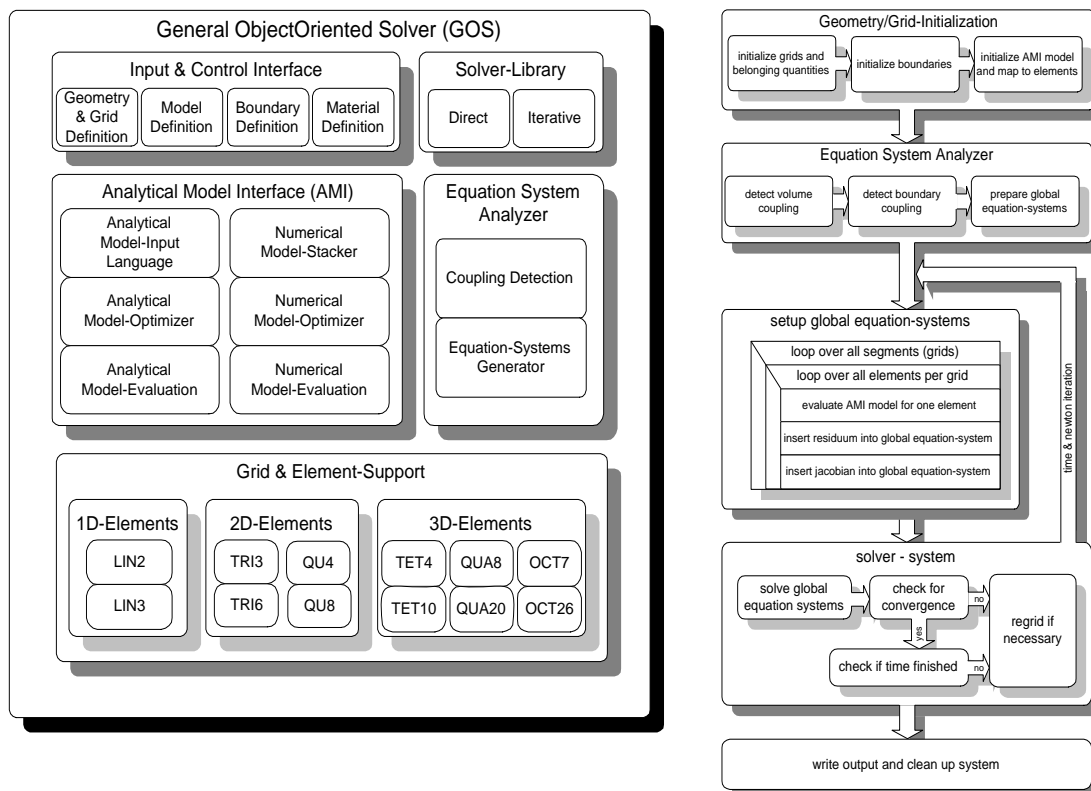 General ObjectOriented Solver (GOS)
Input & Control Interface
Geometry
& Grid
Definition
Model
Definition
Boundary
Definition
Material
Definition
Solver-Library
Direct
Iterative
Analytical Model Interface (AMI)
Analytical
Model-Input
Language
Numerical
Model-Stacker
Analytical
Model-Optimizer
Numerical
Model-Optimizer
Analytical
Model-Evaluation
Numerical
Model-Evaluation
Equation System
Analyzer
Coupling Detection
Equation-Systems
Generator
Grid & Element-Support
1D-Elements
LIN2
LIN3
2D-Elements
TRI3
QU4
TRI6
QU8
3D-Elements
TET4
QUA8
OCT7
TET10
QUA20
OCT26
Geometry/Grid-Initialization
initialize grids and
belonging quantities
initialize boundaries
initialize AMI model
and map to elements
Equation System Analyzer
detect volume
coupling
detect boundary
coupling
prepare global
equation-systems
setup global equation-systems
loop over all segments (grids)
loop over all elements per grid
evaluate AMI model for one element
insert residuum into global equation-system
insert jacobian into global equation-system
time & newton iteration
solver - system
solve global
equation systems
check for
convergence
no
regrid if
necessary
yes
check if time finished
no
write output and clean up system